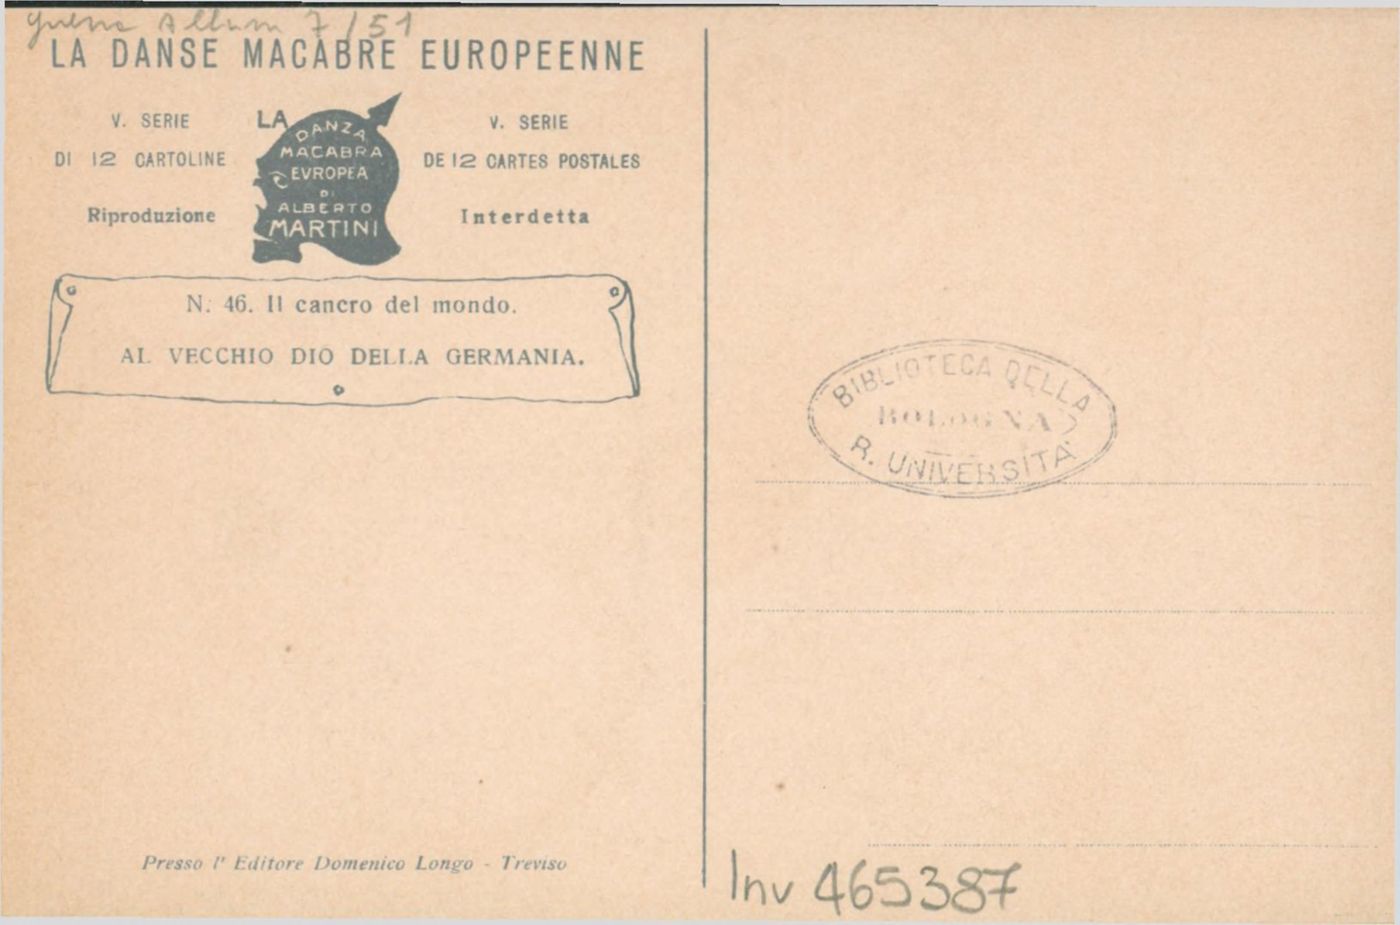 Guerra Album 7/51
LA DANSE MACABRE EUROPEENNE
V. SERIE
DI 12 CARTOLINE
Riproduzione
LA
DANZA
MACABRA
EVROPEA
DI
ALBERTO
MARTINI
V. SERIE
DE 12 CARTES POSTALES
Interdetta
N. 46. Il cancro del mondo.
AL VECCHIO DIO DELLA GERMANIA.
Presso l' Editore Domenico Longo - Treviso
BIBLIOTECA DELLA
BOLOGNA
R. UNIVERSITA'
Inv 465387